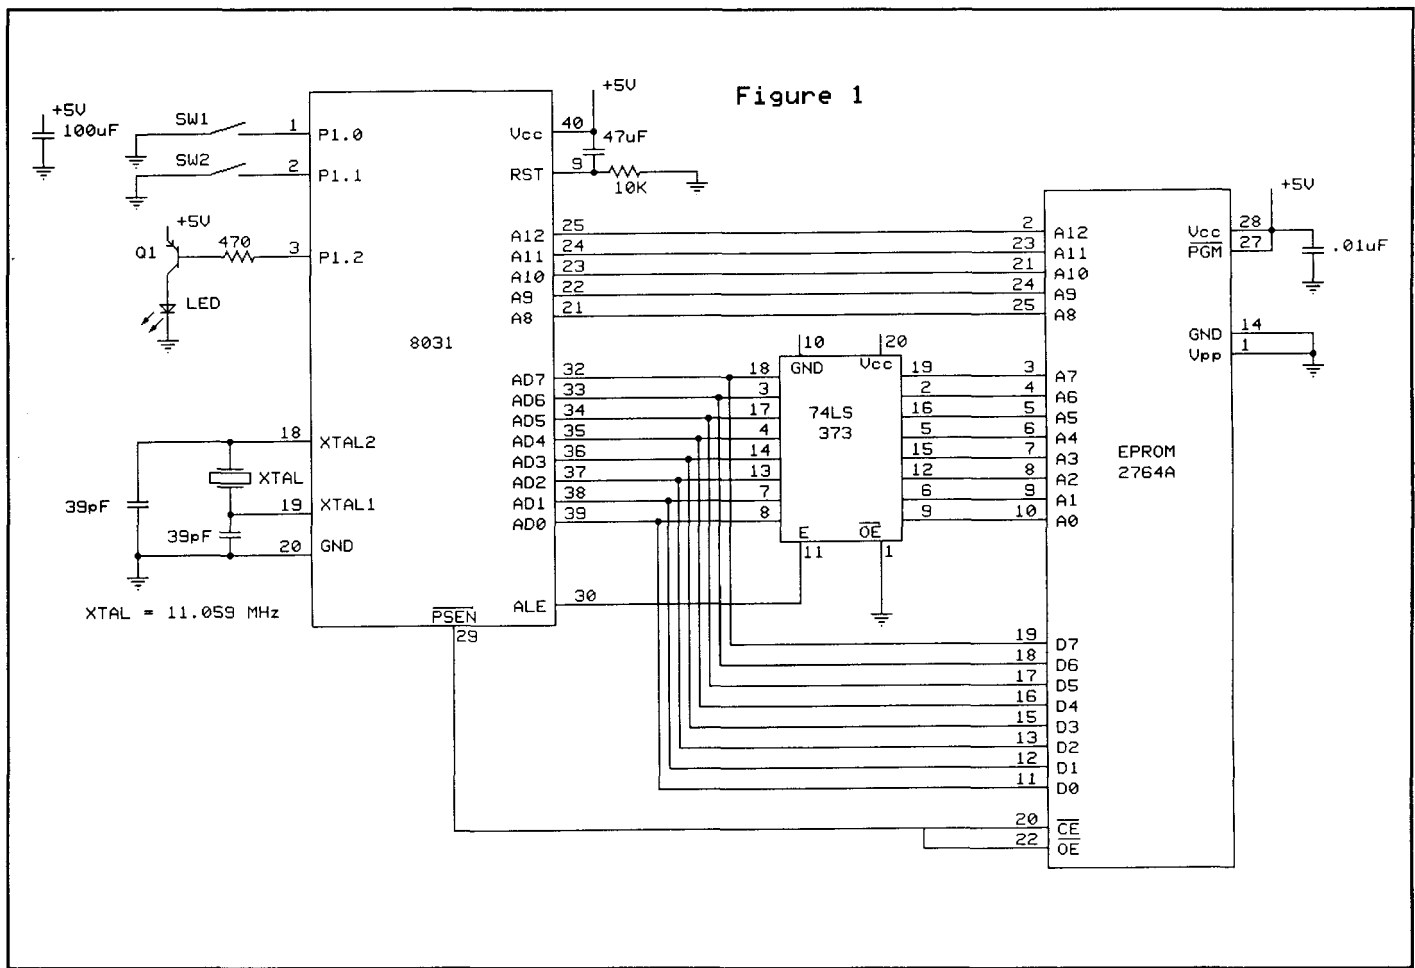 Figure 1
+5V
100uF
SW1
1
P1.0
SW2
2
P1.1
+5V
Q1
470
3
P1.2
LED
18
XTAL2
XTAL
39pF
19
XTAL1
39pF
20
GND
XTAL = 11.059 MHz
8031
PSEN
29
+5V
Vcc
40
47uF
RST
9
10K
A12
25
A11
24
A10
23
A9
22
A8
21
AD7
32
AD6
33
AD5
34
AD4
35
AD3
36
AD2
37
AD1
38
AD0
39
ALE
30
10
20
GND
Vcc
18
3
17
4
14
13
7
8
74LS
373
19
2
16
5
15
12
6
9
E
OE
11
1
2
A12
23
A11
21
A10
24
A9
25
A8
3
A7
4
A6
5
A5
6
A4
7
A3
8
A2
9
A1
10
A0
EPROM
2764A
19
D7
18
D6
17
D5
16
D4
15
D3
13
D2
12
D1
11
D0
20
CE
22
OE
+5V
Vcc
28
PGM
27
.01uF
GND
14
Vpp
1